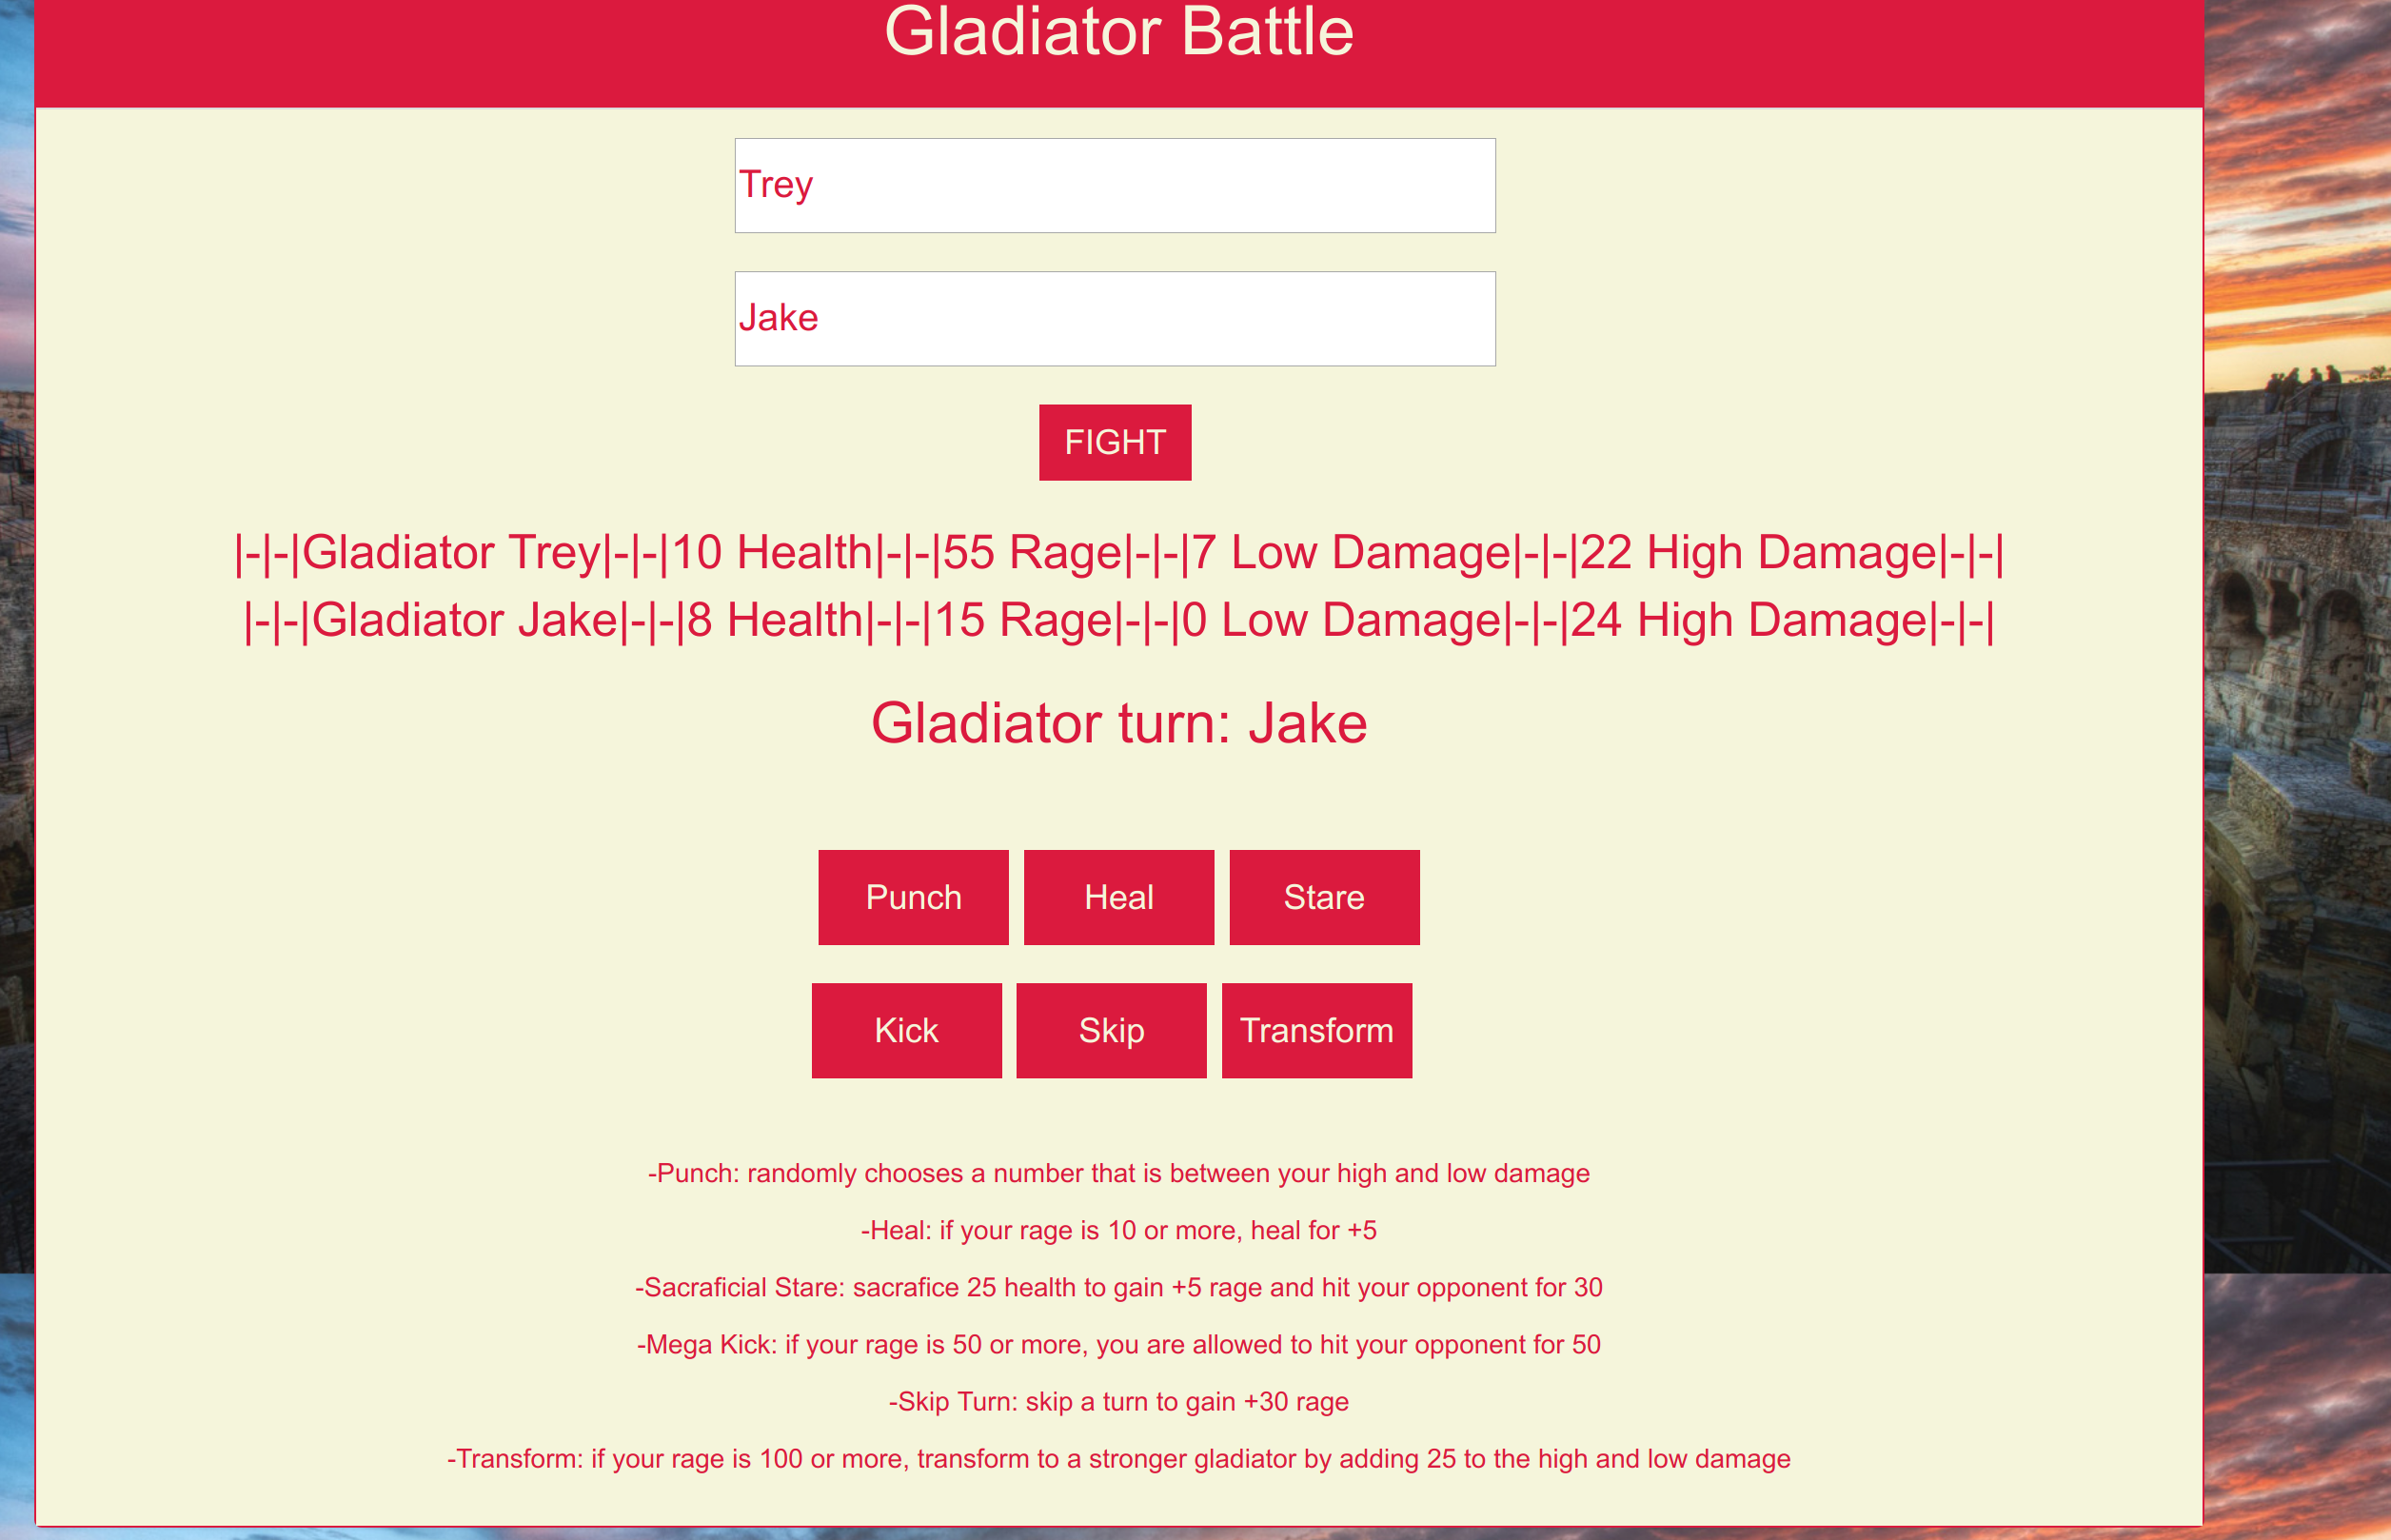 Gladiator Battle
Trey
Jake
FIGHT
|-|-|Gladiator Trey|-|-|10 Health|-|-|55 Rage|-|-|7 Low Damage|-|-|22 High Damage|-|-|
|-|-|Gladiator Jake|-|-|8 Health|-|-|15 Rage|-|-|0 Low Damage|-|-|24 High Damage|-|-|
Gladiator turn: Jake
Punch Heal Stare
Kick Skip Transform
-Punch: randomly chooses a number that is between your high and low damage
-Heal: if your rage is 10 or more, heal for +5
-Sacraficial Stare: sacrafice 25 health to gain +5 rage and hit your opponent for 30
-Mega Kick: if your rage is 50 or more, you are allowed to hit your opponent for 50
-Skip Turn: skip a turn to gain +30 rage
-Transform: if your rage is 100 or more, transform to a stronger gladiator by adding 25 to the high and low damage